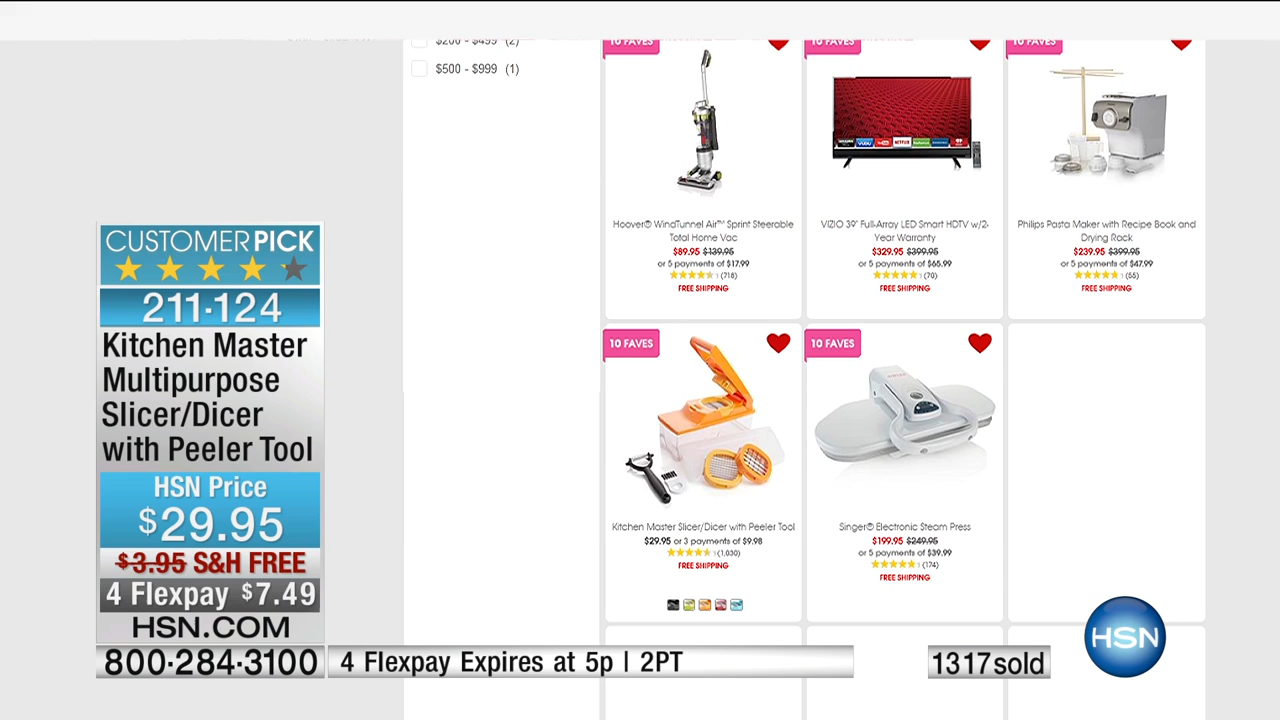 $200 - $499 (2)
$500 - $999 (1)
10 FAVES
10 FAVES
10 FAVES
Hoover® WindTunnel Air™ Sprint Steerable
Total Home Vac
$89.95 $139.95
or 5 payments of $17.99
(718)
FREE SHIPPING
VIZIO 39" Full-Array LED Smart HDTV w/2-
Year Warranty
$329.95 $399.95
or 5 payments of $65.99
(70)
FREE SHIPPING
Philips Pasta Maker with Recipe Book and
Drying Rack
$239.95 $399.95
or 5 payments of $47.99
(55)
FREE SHIPPING
10 FAVES
Kitchen Master Slicer/Dicer with Peeler Tool
$29.95 or 3 payments of $9.98
(1,030)
FREE SHIPPING
10 FAVES
Singer® Electronic Steam Press
$199.95 $249.95
or 5 payments of $39.99
(174)
FREE SHIPPING
CUSTOMER PICK
211·124
Kitchen Master
Multipurpose
Slicer/Dicer
with Peeler Tool
HSN Price
$29.95
$3.95 S&H FREE
4 Flexpay $7.49
HSN.COM
800·284·3100
4 Flexpay Expires at 5p | 2PT
1317sold
HSN